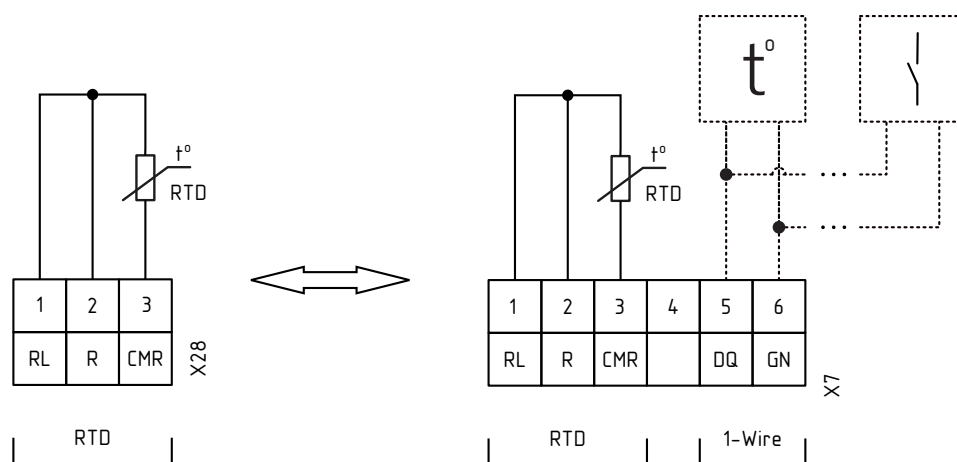 t°
t° t°
RTD RTD
... ...
1 2 3 1 2 3 4 5 6
RL R CMR X28 RL R CMR DQ GN X7
RTD RTD 1-Wire